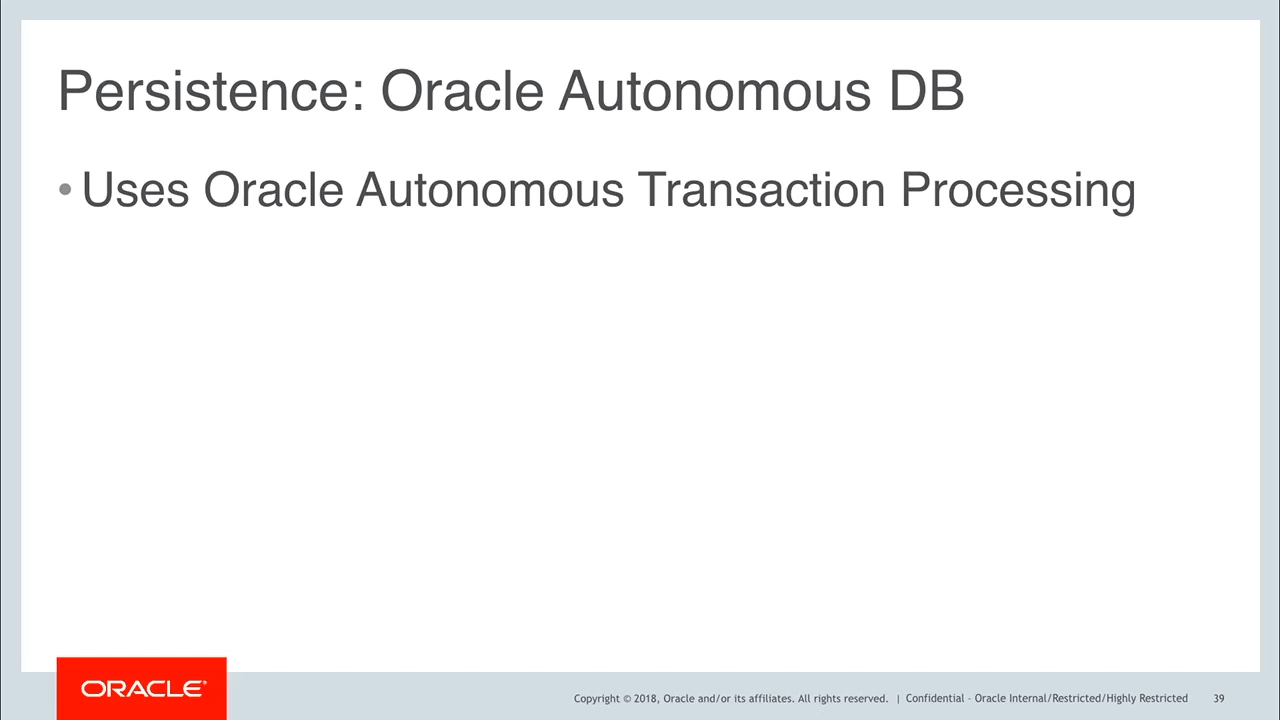 Persistence: Oracle Autonomous DB
• Uses Oracle Autonomous Transaction Processing
ORACLE®
Copyright © 2018, Oracle and/or its affiliates. All rights reserved. | Confidential – Oracle Internal/Restricted/Highly Restricted 39